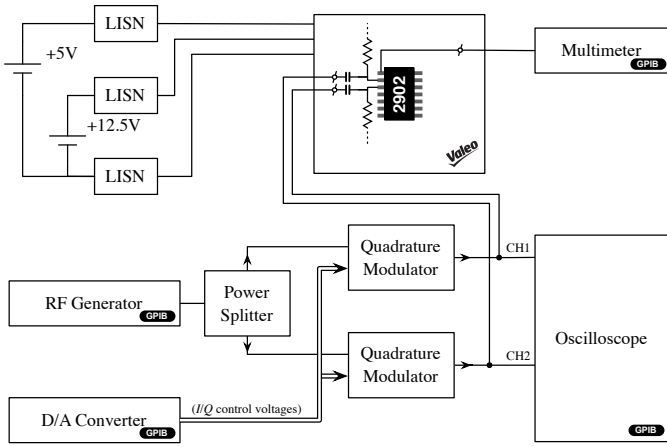 LISN
+5V
LISN
+12.5V
LISN
2902
Valeo
Multimeter
GPIB
Quadrature
Modulator
CH1
RF Generator
GPIB
Power
Splitter
Quadrature
Modulator
CH2
Oscilloscope
GPIB
D/A Converter
GPIB
(I/Q control voltages)